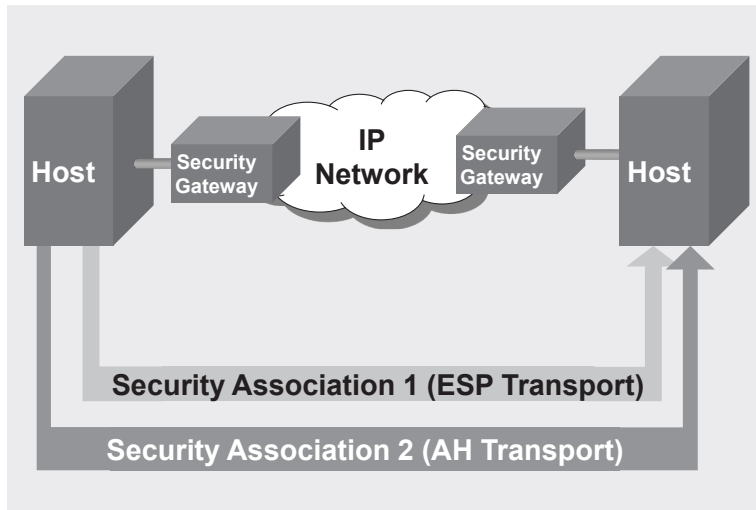 Host
Security
Gateway
IP
Network
Security
Gateway
Host
Security Association 1 (ESP Transport)
Security Association 2 (AH Transport)